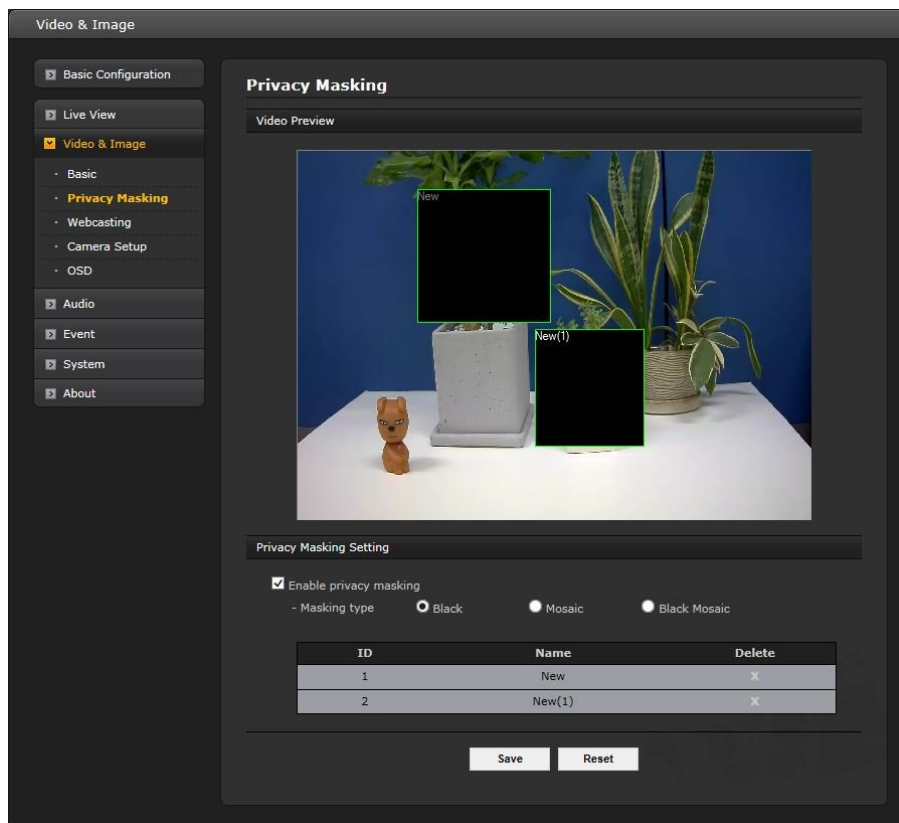 Video & Image
Basic Configuration
Live View
Video & Image
Basic
Privacy Masking
Webcasting
Camera Setup
OSD
Audio
Event
System
About
Privacy Masking
Video Preview
New
New(1)
Privacy Masking Setting
Enable privacy masking
- Masking type Black Mosaic Black Mosaic
ID Name Delete
1 New X
2 New(1) X
Save Reset